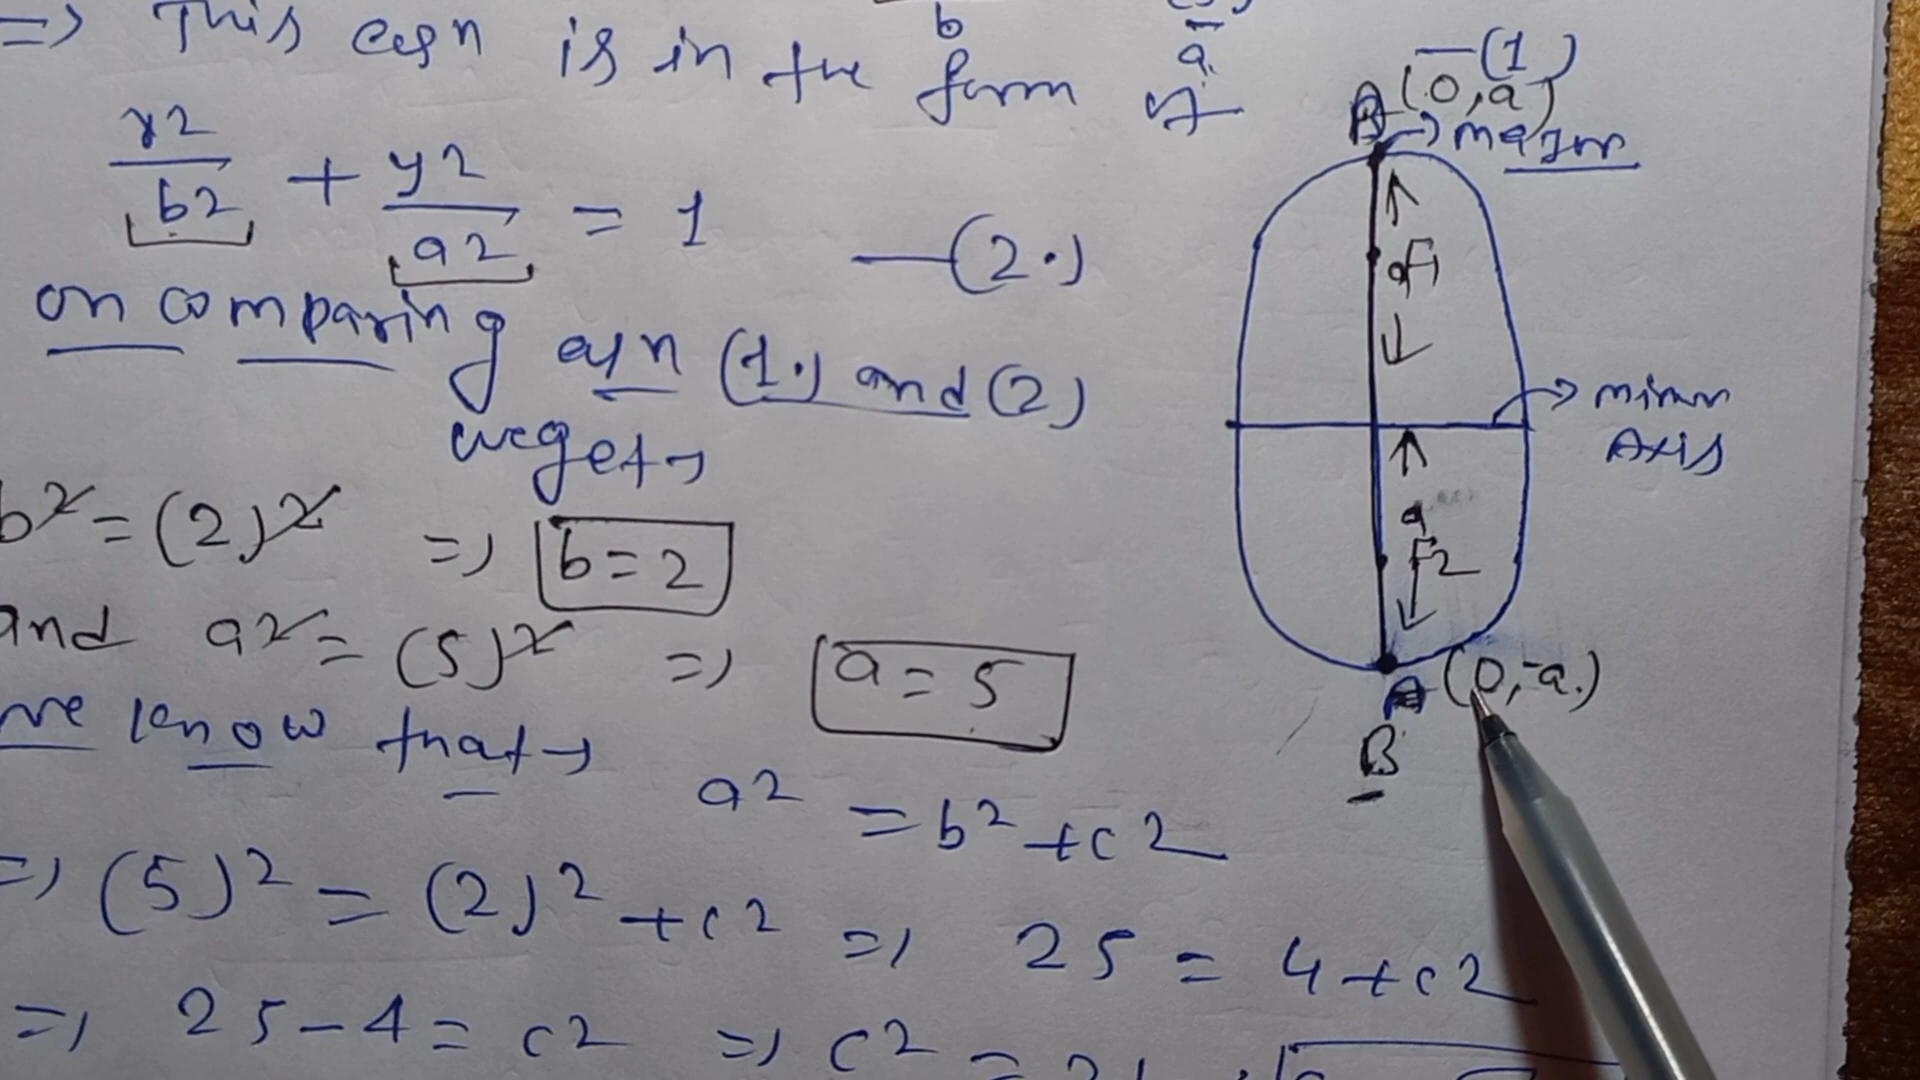 => This eqn is in the form of
b
a
—(1)
x2/b2 + y2/a2 = 1 —(2.)
on comparing eqn (1.) and (2)
we get →
b2 = (2)2 => b=2
and a2 = (5)2 => a=5
we know that → a2 = b2 + c2
=> (5)2 = (2)2 + c2 => 25 = 4 + c2
=> 25 – 4 = c2 => c2 =
A (0,a)
→ major
a F1
→ minor
Axis
a
F2
(0,-a.)
B